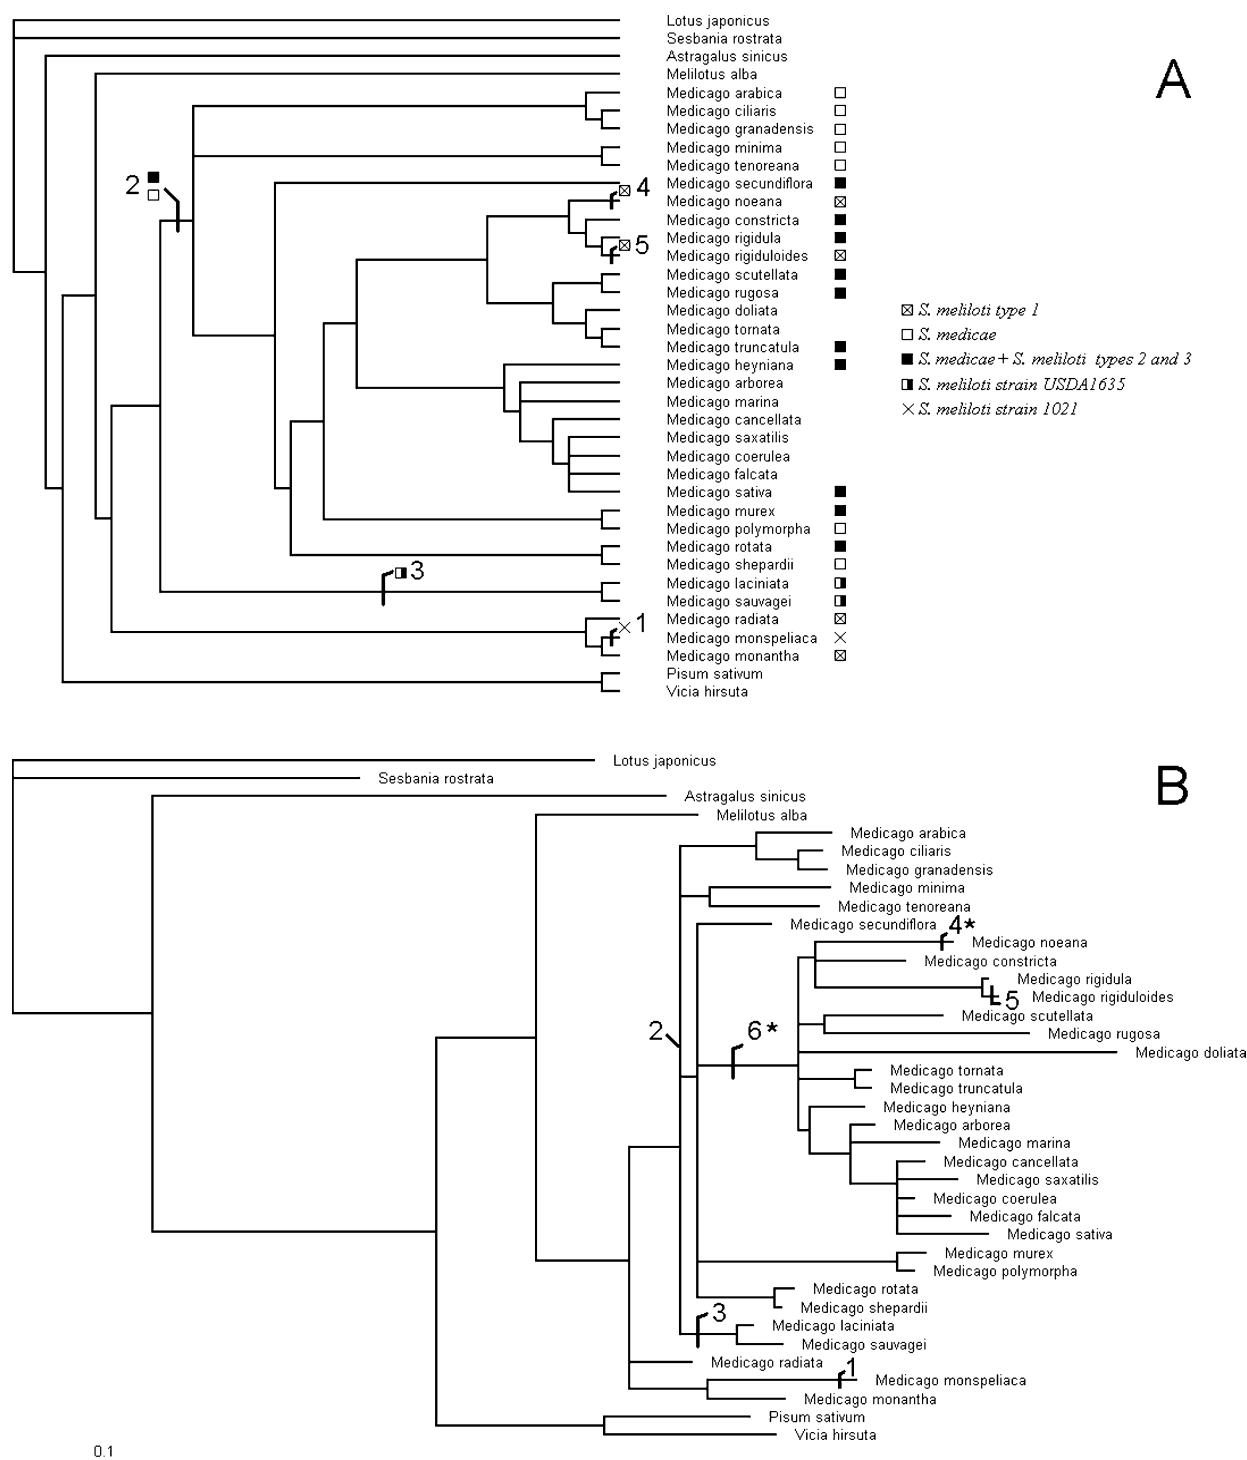 A
Lotus japonicus
Sesbania rostrata
Astragalus sinicus
Melilotus alba
Medicago arabica
Medicago ciliaris
Medicago granadensis
Medicago minima
Medicago tenoreana
2
Medicago secundiflora
4
Medicago noeana
Medicago constricta
Medicago rigidula
5
Medicago rigiduloides
Medicago scutellata
Medicago rugosa
Medicago doliata
Medicago tornata
Medicago truncatula
Medicago heyniana
Medicago arborea
Medicago marina
Medicago cancellata
Medicago saxatilis
Medicago coerulea
Medicago falcata
Medicago sativa
Medicago murex
Medicago polymorpha
Medicago rotata
Medicago shepardii
3
Medicago laciniata
Medicago sauvagei
Medicago radiata
1
Medicago monspeliaca
Medicago monantha
Pisum sativum
Vicia hirsuta
S. meliloti type 1
S. medicae
S. medicae + S. meliloti types 2 and 3
S. meliloti strain USDA1635
S. meliloti strain 1021
B
Lotus japonicus
Sesbania rostrata
Astragalus sinicus
Melilotus alba
Medicago arabica
Medicago ciliaris
Medicago granadensis
Medicago minima
Medicago tenoreana
Medicago secundiflora
4*
Medicago noeana
Medicago constricta
Medicago rigidula
5
Medicago rigiduloides
Medicago scutellata
2
6*
Medicago rugosa
Medicago doliata
Medicago tornata
Medicago truncatula
Medicago heyniana
Medicago arborea
Medicago marina
Medicago cancellata
Medicago saxatilis
Medicago coerulea
Medicago falcata
Medicago sativa
Medicago murex
Medicago polymorpha
Medicago rotata
Medicago shepardii
3
Medicago laciniata
Medicago sauvagei
Medicago radiata
1
Medicago monspeliaca
Medicago monantha
Pisum sativum
Vicia hirsuta
0.1